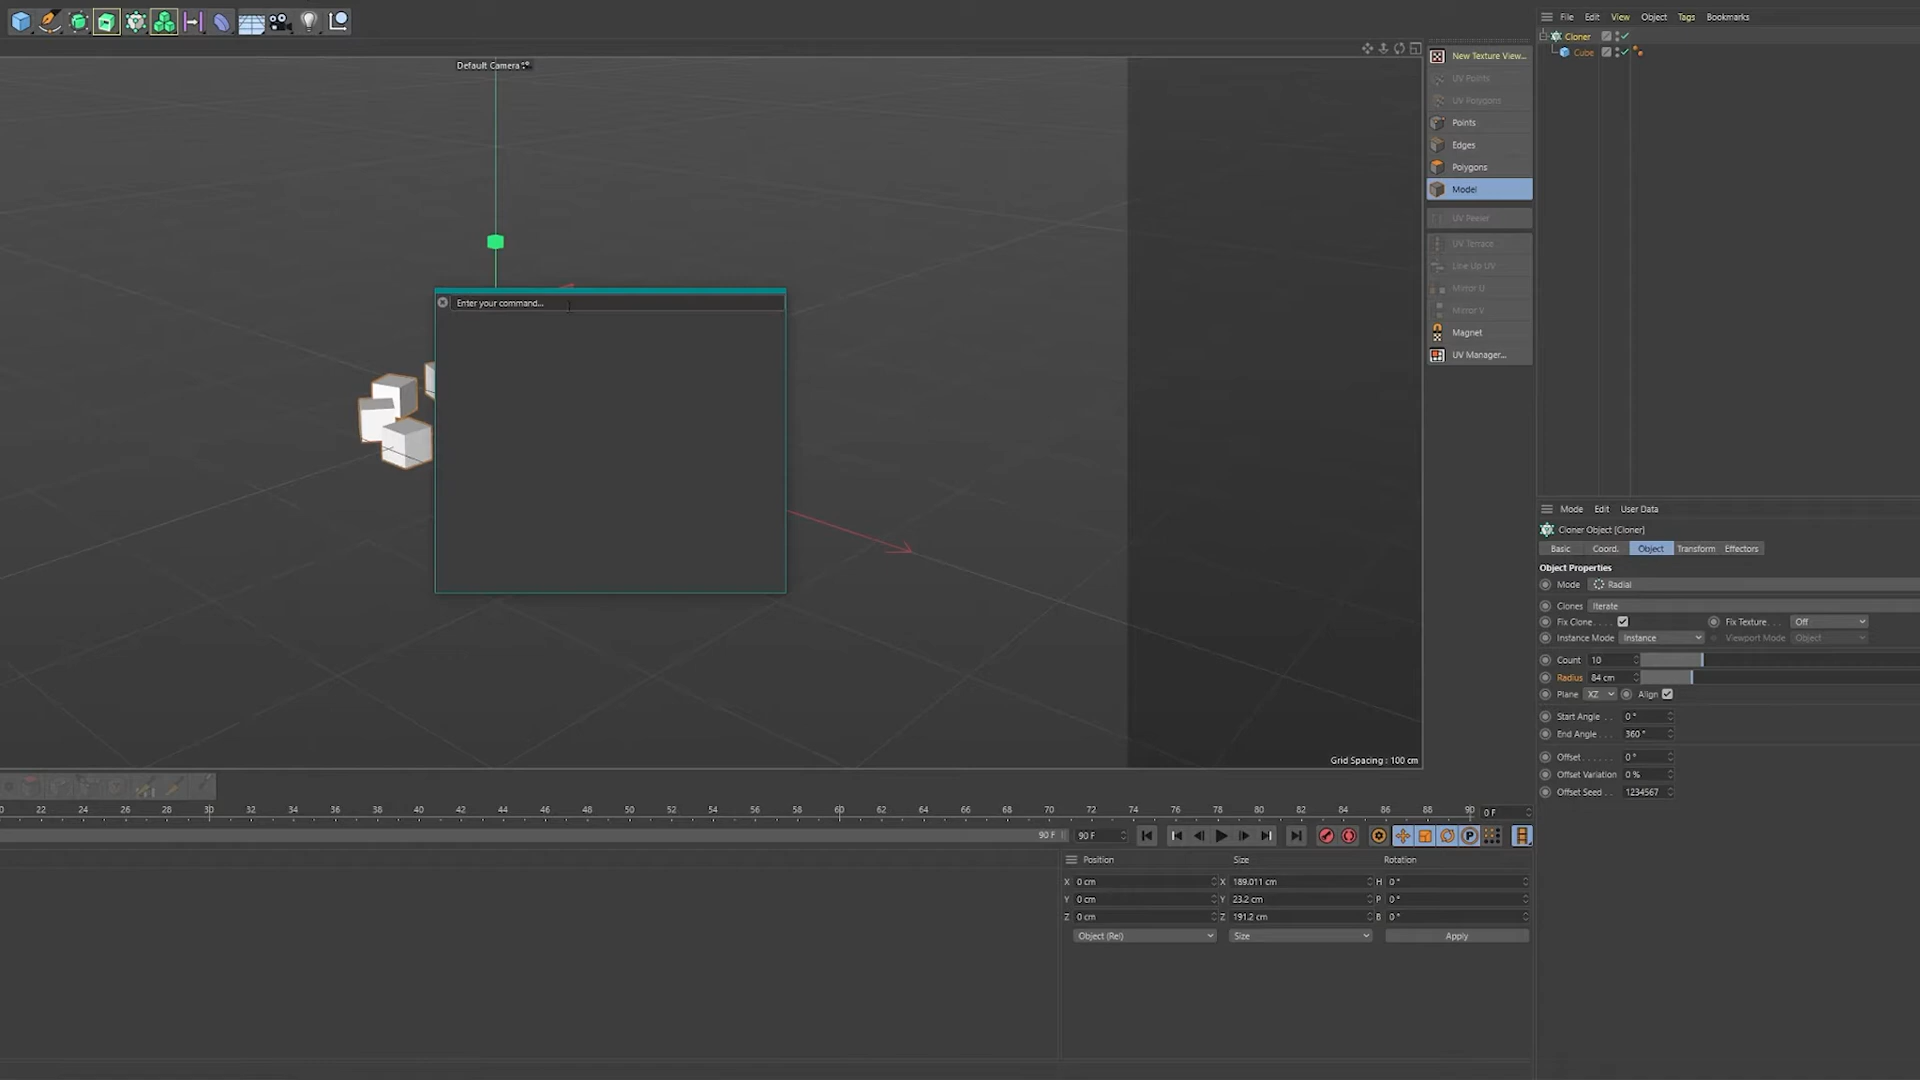 File Edit View Object Tags Bookmarks
Cloner
Cube
Default Camera
New Texture View...
UV Points
UV Polygons
Points
Edges
Polygons
Model
UV Peeler
UV Terrace
Line Up UV
Mirror U
Mirror V
Magnet
UV Manager...
Enter your command...
Grid Spacing : 100 cm
Mode Edit User Data
Cloner Object [Cloner]
Basic Coord. Object Transform Effectors
Object Properties
Mode Radial
Clones Iterate
Fix Clone. . . . Fix Texture. . . Off
Instance Mode Instance Viewport Mode Object
Count 10
Radius 84 cm
Plane XZ Align
Start Angle . . 0 °
End Angle . . . 360 °
Offset. . . . . . 0 °
Offset Variation 0 %
Offset Seed . . 1234567
22 24 26 28 30 32 34 36 38 40 42 44 46 48 50 52 54 56 58 60 62 64 66 68 70 72 74 76 78 80 82 84 86 88 90 0 F
90 F 90 F P
Position Size Rotation
X 0 cm X 189.011 cm H 0 °
Y 0 cm Y 23.2 cm P 0 °
Z 0 cm Z 191.2 cm B 0 °
Object (Rel) Size Apply